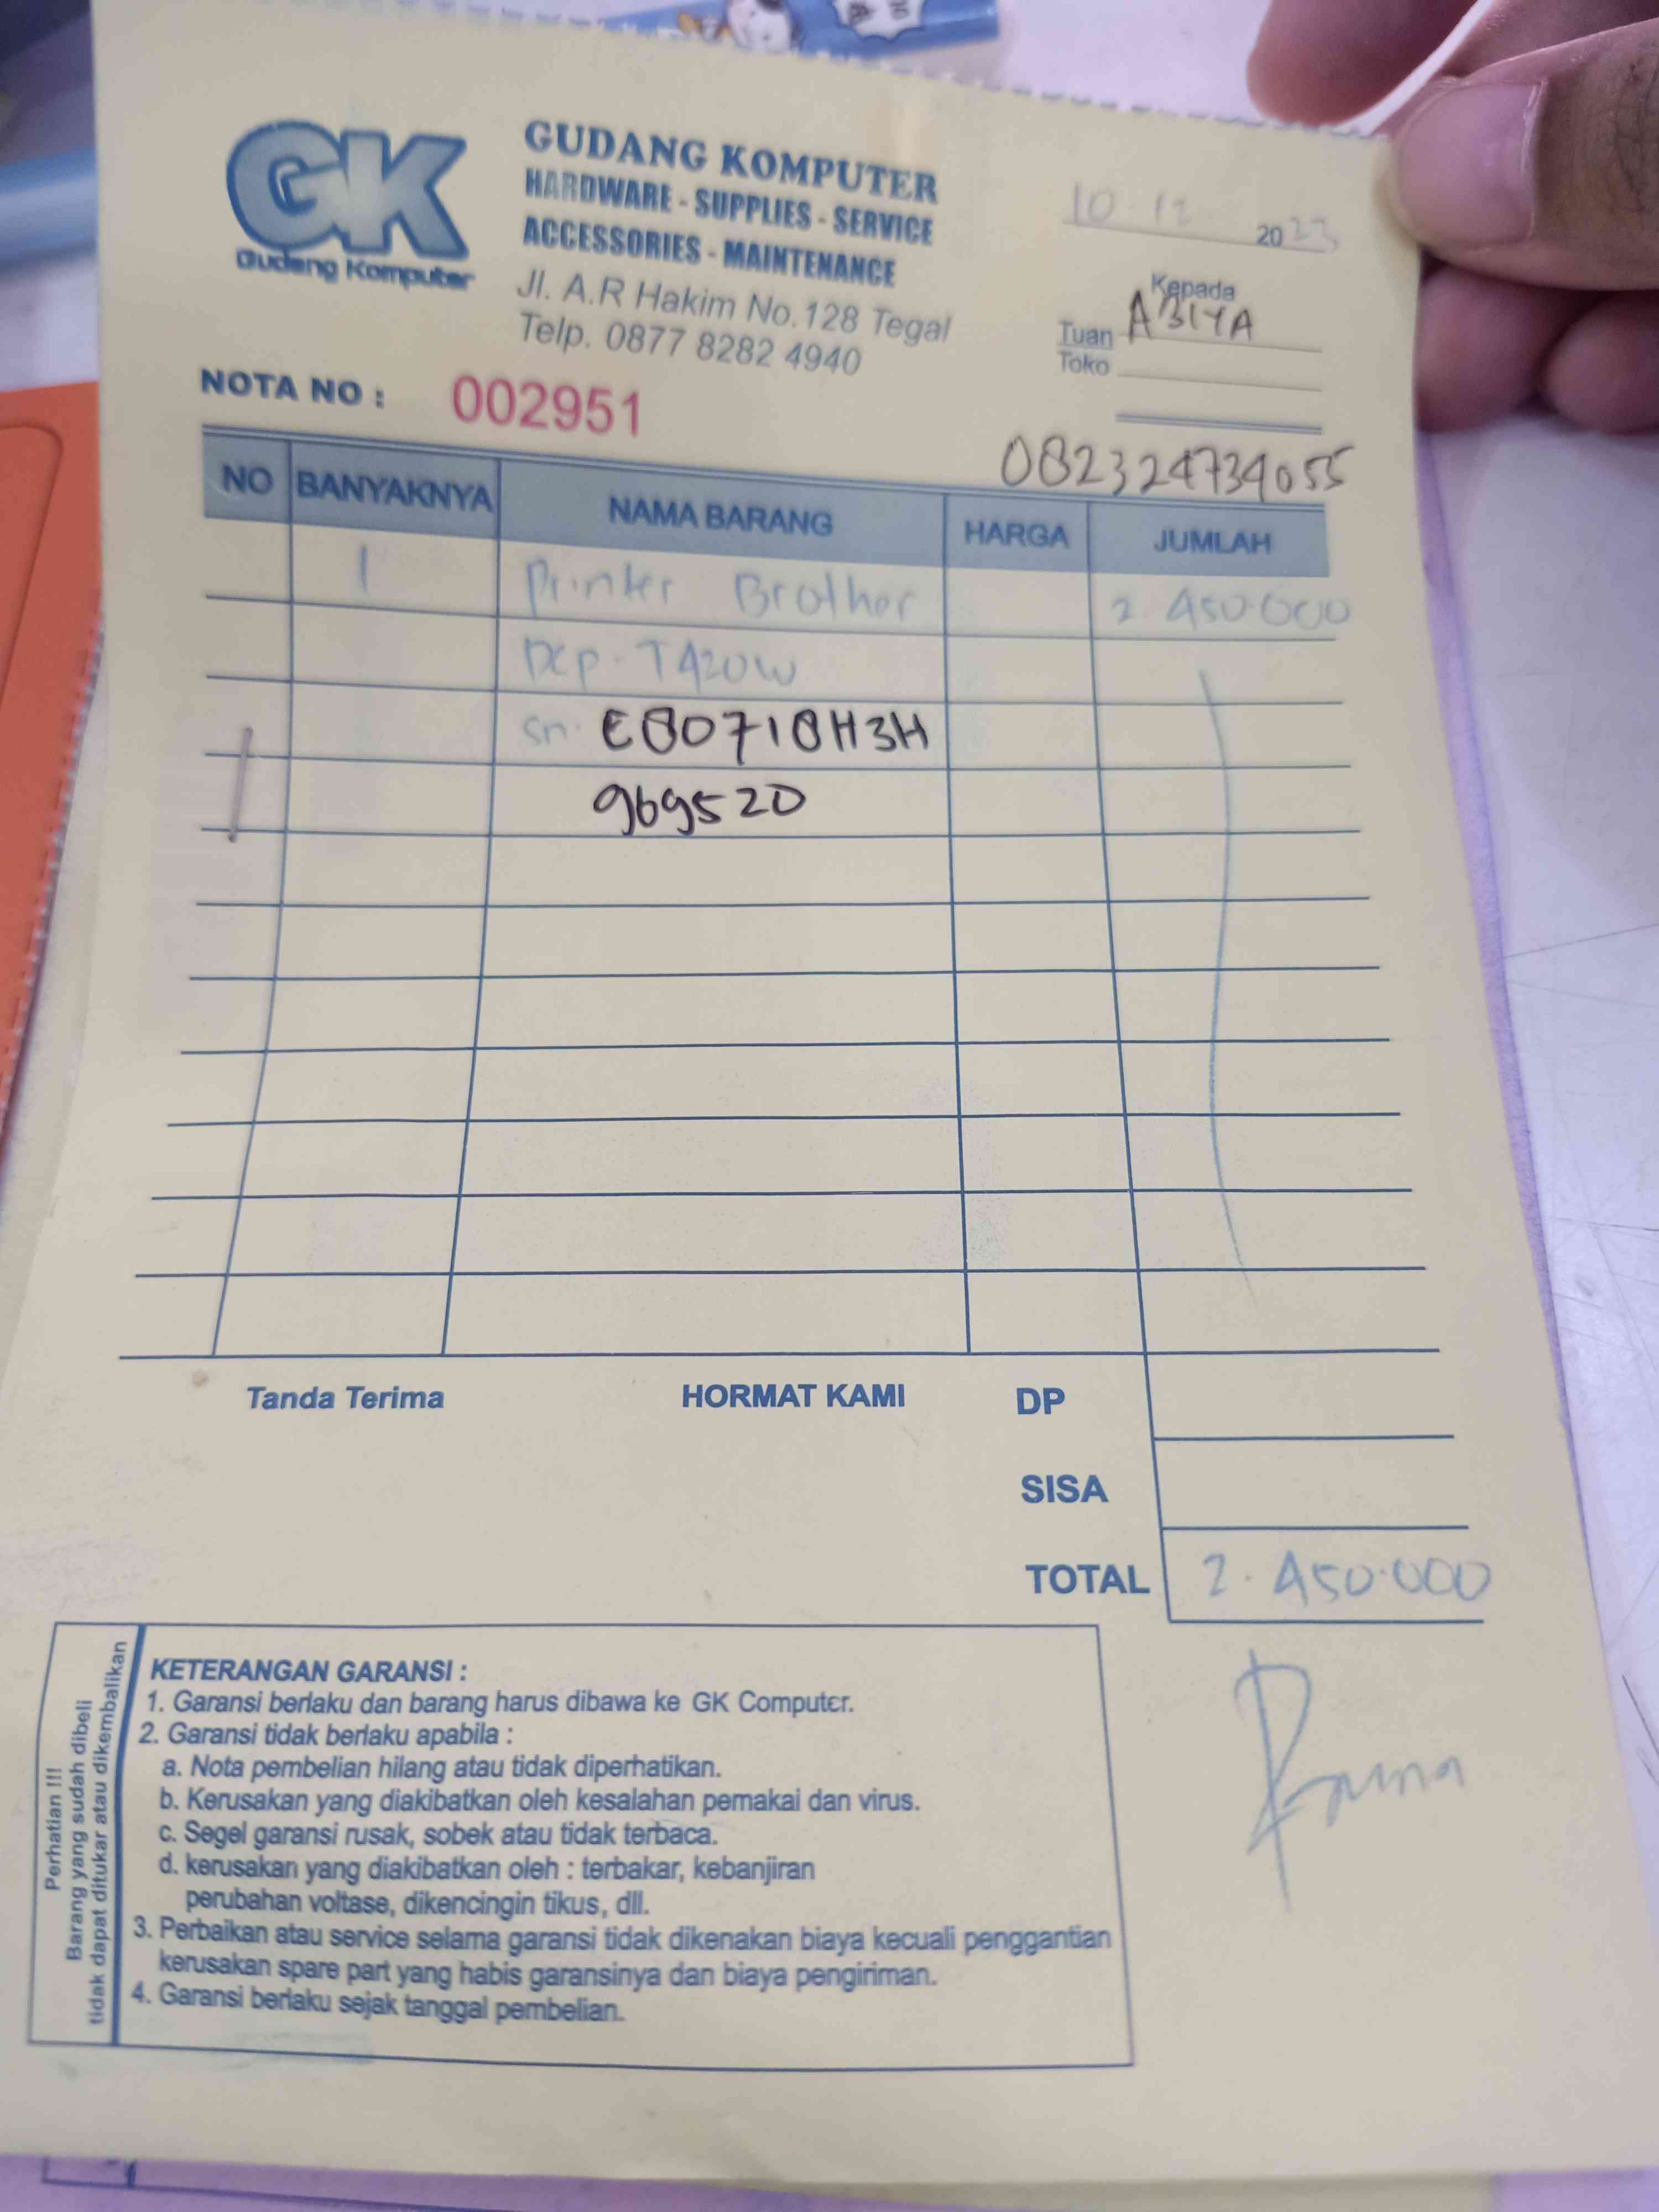 GK
Gudang Komputer
GUDANG KOMPUTER
HARDWARE - SUPPLIES - SERVICE
ACCESSORIES - MAINTENANCE
Jl. A.R Hakim No.128 Tegal
Telp. 0877 8282 4940
10-12 2023
Kepada
Tuan ABIYA
Toko
NOTA NO : 002951
082324734055
NO BANYAKNYA NAMA BARANG HARGA JUMLAH
1 Printer Brother 2.450.000
DCP-T420W
sn. E80718H3H
969520
Tanda Terima HORMAT KAMI DP
SISA
TOTAL 2.450.000
Perhatian !!!
Barang yang sudah dibeli
tidak dapat ditukar atau dikembalikan
KETERANGAN GARANSI :
1. Garansi berlaku dan barang harus dibawa ke GK Computer.
2. Garansi tidak berlaku apabila :
a. Nota pembelian hilang atau tidak diperhatikan.
b. Kerusakan yang diakibatkan oleh kesalahan pemakai dan virus.
c. Segel garansi rusak, sobek atau tidak terbaca.
d. kerusakan yang diakibatkan oleh : terbakar, kebanjiran
perubahan voltase, dikencingin tikus, dll.
3. Perbaikan atau service selama garansi tidak dikenakan biaya kecuali penggantian
kerusakan spare part yang habis garansinya dan biaya pengiriman.
4. Garansi berlaku sejak tanggal pembelian.